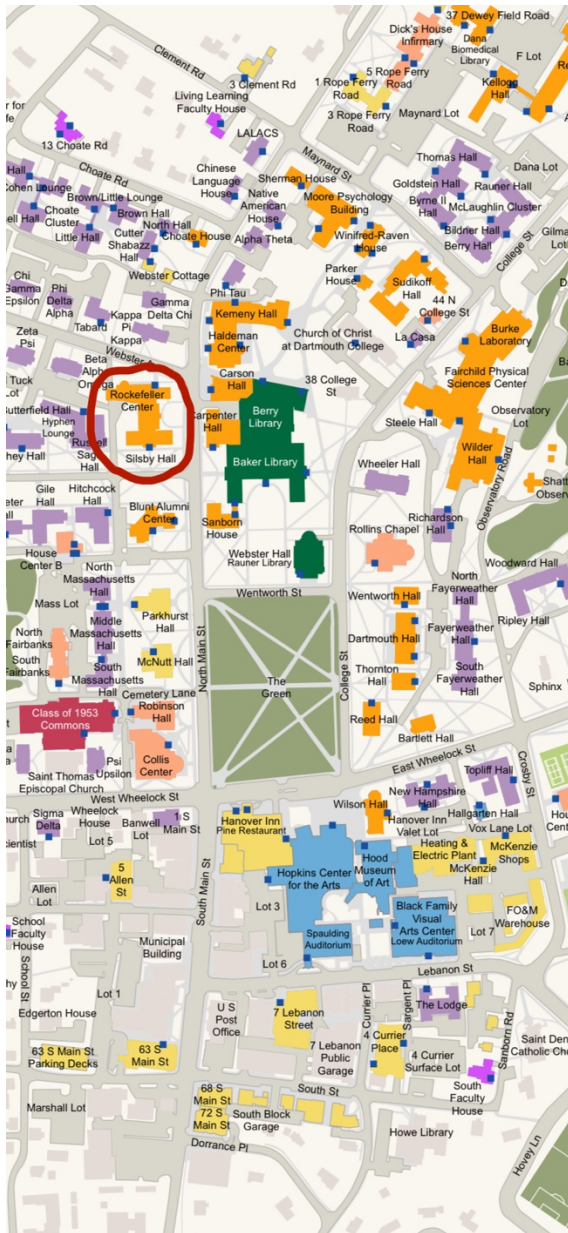 37 Dewey Field Road
Dick's House
Infirmary
Dana
Biomedical
Library
F Lot
Clement Rd
3 Clement Rd
1 Rope Ferry
Road
5 Rope Ferry
Road
Kellogg
Hall
Living Learning
Faculty House
3 Rope Ferry
Road
Maynard Lot
13 Choate Rd
LALACS
Maynard St
Thomas Hall
Dana Lot
Choate Rd
Chinese
Language
House
Sherman House
Goldstein Hall
Rauner Hall
Hall
Cohen Lounge
Brown/Little Lounge
Native
American
House
Moore Psychology
Building
Byrne II
Hall
McLaughlin Cluster
Choate
Cluster
Brown Hall
North Hall
Bildner Hall
Little Hall
Cutter
Shabazz
Hall
Choate House
Alpha Theta
Winifred-Raven
House
Berry Hall
College St
Webster Cottage
Parker
House
Sudikoff
Hall
Chi
Gamma
Epsilon
Phi
Delta
Alpha
Gamma
Delta Chi
Phi Tau
44 N
College St
Tabard
Kappa
Pi
Kappa
Kemeny Hall
Burke
Laboratory
Zeta
Psi
Haldeman
Center
Church of Christ
at Dartmouth College
La Casa
Webster A
Beta
Alpha
Omega
Fairchild Physical
Sciences Center
Tuck
Lot
Carson
Hall
38 College
St
Rockefeller
Center
Butterfield Hall
Hyphen
Lounge
Carpenter
Hall
Berry
Library
Steele Hall
Observatory
Lot
Russell
Sage
Hall
Silsby Hall
Baker Library
Wilder
Hall
Wheeler Hall
Observatory Road
Gile
Hall
Hitchcock
Hall
Blunt Alumni
Center
Sanborn
House
Richardson
Hall
House
Center B
Webster Hall
Rauner Library
Rollins Chapel
Woodward Hall
North
Massachusetts
Hall
Wentworth St
Wentworth Hall
North
Fayerweather
Hall
Ripley Hall
Mass Lot
Middle
Massachusetts
Hall
Parkhurst
Hall
North Main St
Dartmouth
Hall
Fayerweather
Hall
North
Fairbanks
South
Fairbanks
McNutt Hall
The
Green
College St
Thornton
Hall
South
Fayerweather
Hall
Sphinx
South
Massachusetts
Hall
Cemetery Lane
Class of 1953
Commons
Robinson
Hall
Reed Hall
Collis
Center
Bartlett Hall
Psi
Upsilon
Saint Thomas
Episcopal Church
East Wheelock St
Crosby St
West Wheelock St
Topliff Hall
Wilson
Hall
New Hampshire
Hall
Sigma
Delta
Wheelock
House
Banwell
Lot
1 S
Main St
Hanover Inn
Pine Restaurant
Hallgarten Hall
Lot 5
Hanover Inn
Valet Lot
Vox Lane Lot
5
Allen
St
South Main St
Hopkins Center
for the Arts
Hood
Museum
of Art
Heating &
Electric Plant
McKenzie
Shops
McKenzie
Hall
Allen Lot
Lot 3
Black Family
Visual
Arts Center
Loew Auditorium
FO&M
Warehouse
School
Faculty
House
Municipal
Building
Spaulding
Auditorium
Lot 7
School St
Lot 6
Lebanon St
Lot 1
Currier Pl
Sargent Pl
The Lodge
Edgerton House
U S
Post
Office
7 Lebanon
Street
Sanborn Rd
63 S Main St
Parking Decks
63 S
Main St
7 Lebanon
Public
Garage
4 Currier
Place
4 Currier
Surface Lot
Saint Den
Catholic Chu
68 S
Main St
South St
South
Faculty
House
Marshall Lot
72 S
Main St
South Block
Garage
Howe Library
Dorrance Pl
Hovey Ln